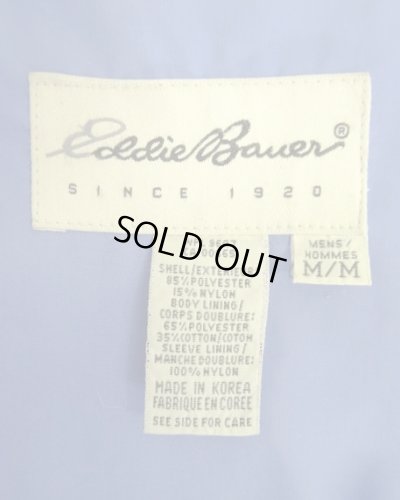 Eddie Bauer®
SINCE 1920
SOLD OUT
MENS/
HOMMES
M/M
SHELL/EXTERIEUR:
85% POLYESTER
15% NYLON
BODY LINING/
CORPS DOUBLURE:
65% POLYESTER
35% COTTON/COTON
SLEEVE LINING/
MANCHE DOUBLURE:
100% NYLON
MADE IN KOREA
FABRIQUE EN COREE
SEE SIDE FOR CARE